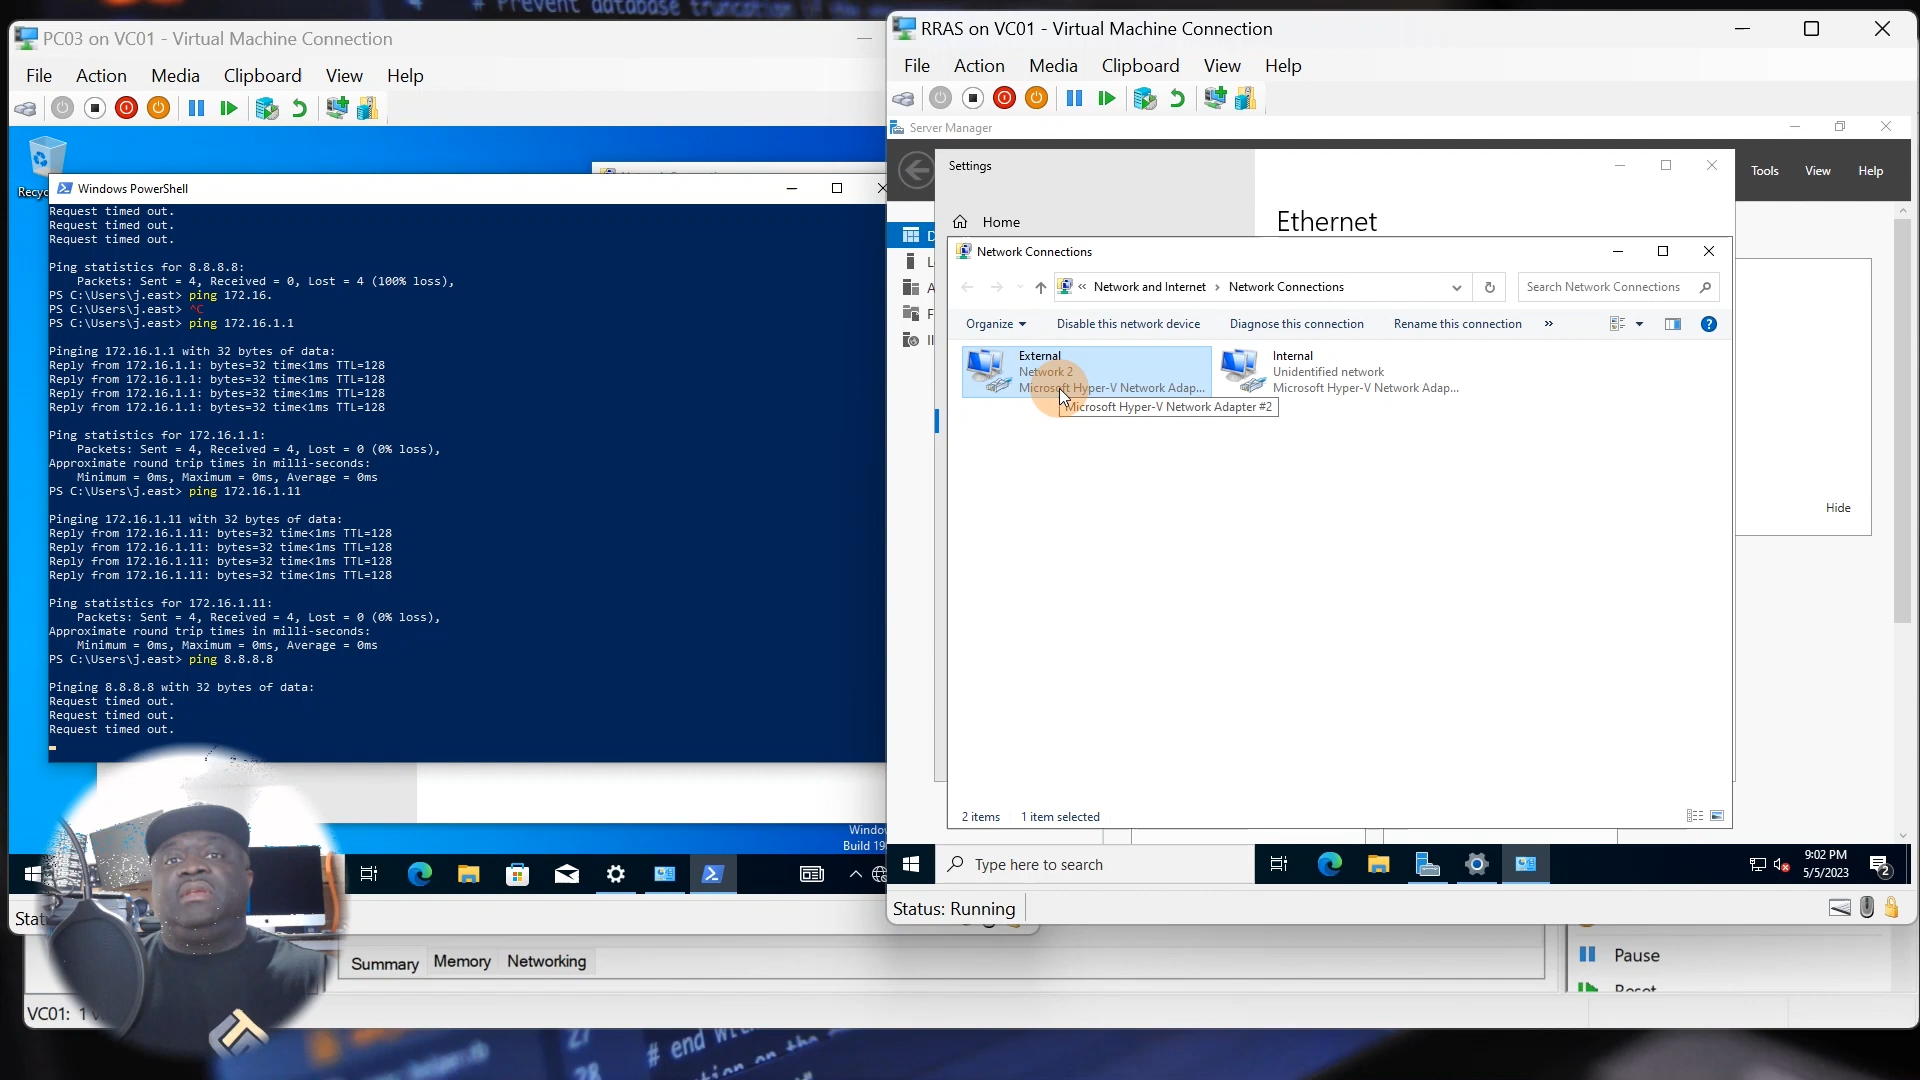 # Prevent database truncation if the
PC03 on VC01 - Virtual Machine Connection
File Action Media Clipboard View Help
Windows PowerShell
Request timed out.
Request timed out.
Request timed out.
Ping statistics for 8.8.8.8:
Packets: Sent = 4, Received = 0, Lost = 4 (100% loss),
PS C:\Users\j.east> ping 172.16.
PS C:\Users\j.east> ^C
PS C:\Users\j.east> ping 172.16.1.1
Pinging 172.16.1.1 with 32 bytes of data:
Reply from 172.16.1.1: bytes=32 time<1ms TTL=128
Reply from 172.16.1.1: bytes=32 time<1ms TTL=128
Reply from 172.16.1.1: bytes=32 time<1ms TTL=128
Reply from 172.16.1.1: bytes=32 time<1ms TTL=128
Ping statistics for 172.16.1.1:
Packets: Sent = 4, Received = 4, Lost = 0 (0% loss),
Approximate round trip times in milli-seconds:
Minimum = 0ms, Maximum = 0ms, Average = 0ms
PS C:\Users\j.east> ping 172.16.1.11
Pinging 172.16.1.11 with 32 bytes of data:
Reply from 172.16.1.11: bytes=32 time<1ms TTL=128
Reply from 172.16.1.11: bytes=32 time<1ms TTL=128
Reply from 172.16.1.11: bytes=32 time<1ms TTL=128
Reply from 172.16.1.11: bytes=32 time<1ms TTL=128
Ping statistics for 172.16.1.11:
Packets: Sent = 4, Received = 4, Lost = 0 (0% loss),
Approximate round trip times in milli-seconds:
Minimum = 0ms, Maximum = 0ms, Average = 0ms
PS C:\Users\j.east> ping 8.8.8.8
Pinging 8.8.8.8 with 32 bytes of data:
Request timed out.
Request timed out.
Request timed out.
Build 19
RRAS on VC01 - Virtual Machine Connection
File Action Media Clipboard View Help
Server Manager
Tools View Help
Settings
Home
Ethernet
Network Connections
« Network and Internet › Network Connections
Search Network Connections
Organize Disable this network device Diagnose this connection Rename this connection »
External
Network 2
Microsoft Hyper-V Network Adap...
Microsoft Hyper-V Network Adapter #2
Internal
Unidentified network
Microsoft Hyper-V Network Adap...
Hide
2 items 1 item selected
Type here to search
9:02 PM
5/5/2023
2
Status: Running
Summary Memory Networking
Pause
VC01: 1
27
28
# end